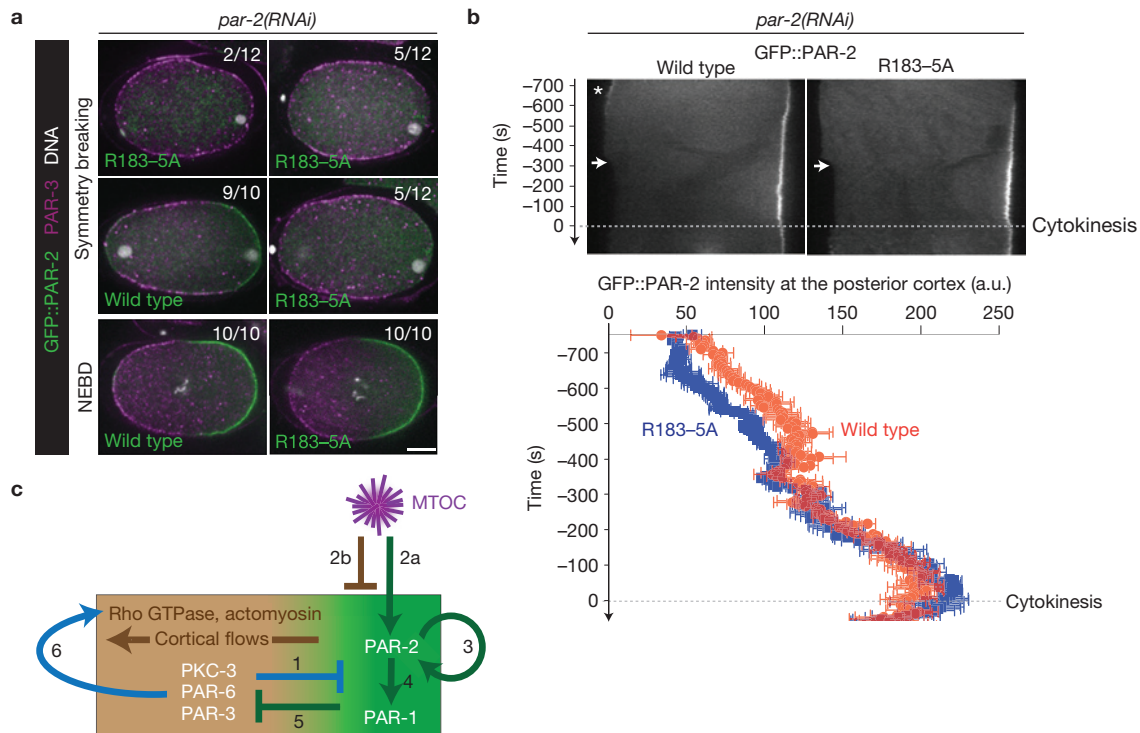 a
par-2(RNAi)
GFP::PAR-2 PAR-3 DNA
Symmetry breaking
NEBD
2/12
R183–5A
5/12
R183–5A
9/10
Wild type
5/12
R183–5A
10/10
Wild type
10/10
R183–5A
b
par-2(RNAi)
GFP::PAR-2
Wild type
R183–5A
Time (s)
–700
–600
–500
–400
–300
–200
–100
0
*
Cytokinesis
GFP::PAR-2 intensity at the posterior cortex (a.u.)
0 50 100 150 200 250
Time (s)
–700
–600
–500
–400
–300
–200
–100
0
R183–5A
Wild type
Cytokinesis
c
MTOC
2b
2a
Rho GTPase, actomyosin
Cortical flows
PAR-2
3
6
PKC-3
1
4
PAR-6
PAR-3
5
PAR-1